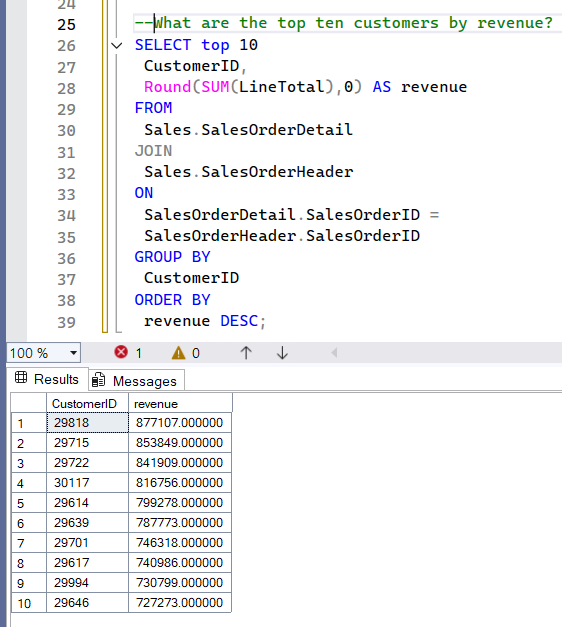 24
25 --What are the top ten customers by revenue?
26 SELECT top 10
27 CustomerID,
28 Round(SUM(LineTotal),0) AS revenue
29 FROM
30 Sales.SalesOrderDetail
31 JOIN
32 Sales.SalesOrderHeader
33 ON
34 SalesOrderDetail.SalesOrderID =
35 SalesOrderHeader.SalesOrderID
36 GROUP BY
37 CustomerID
38 ORDER BY
39 revenue DESC;
100 % 1 0
Results Messages
CustomerID revenue
1 29818 877107.000000
2 29715 853849.000000
3 29722 841909.000000
4 30117 816756.000000
5 29614 799278.000000
6 29639 787773.000000
7 29701 746318.000000
8 29617 740986.000000
9 29994 730799.000000
10 29646 727273.000000